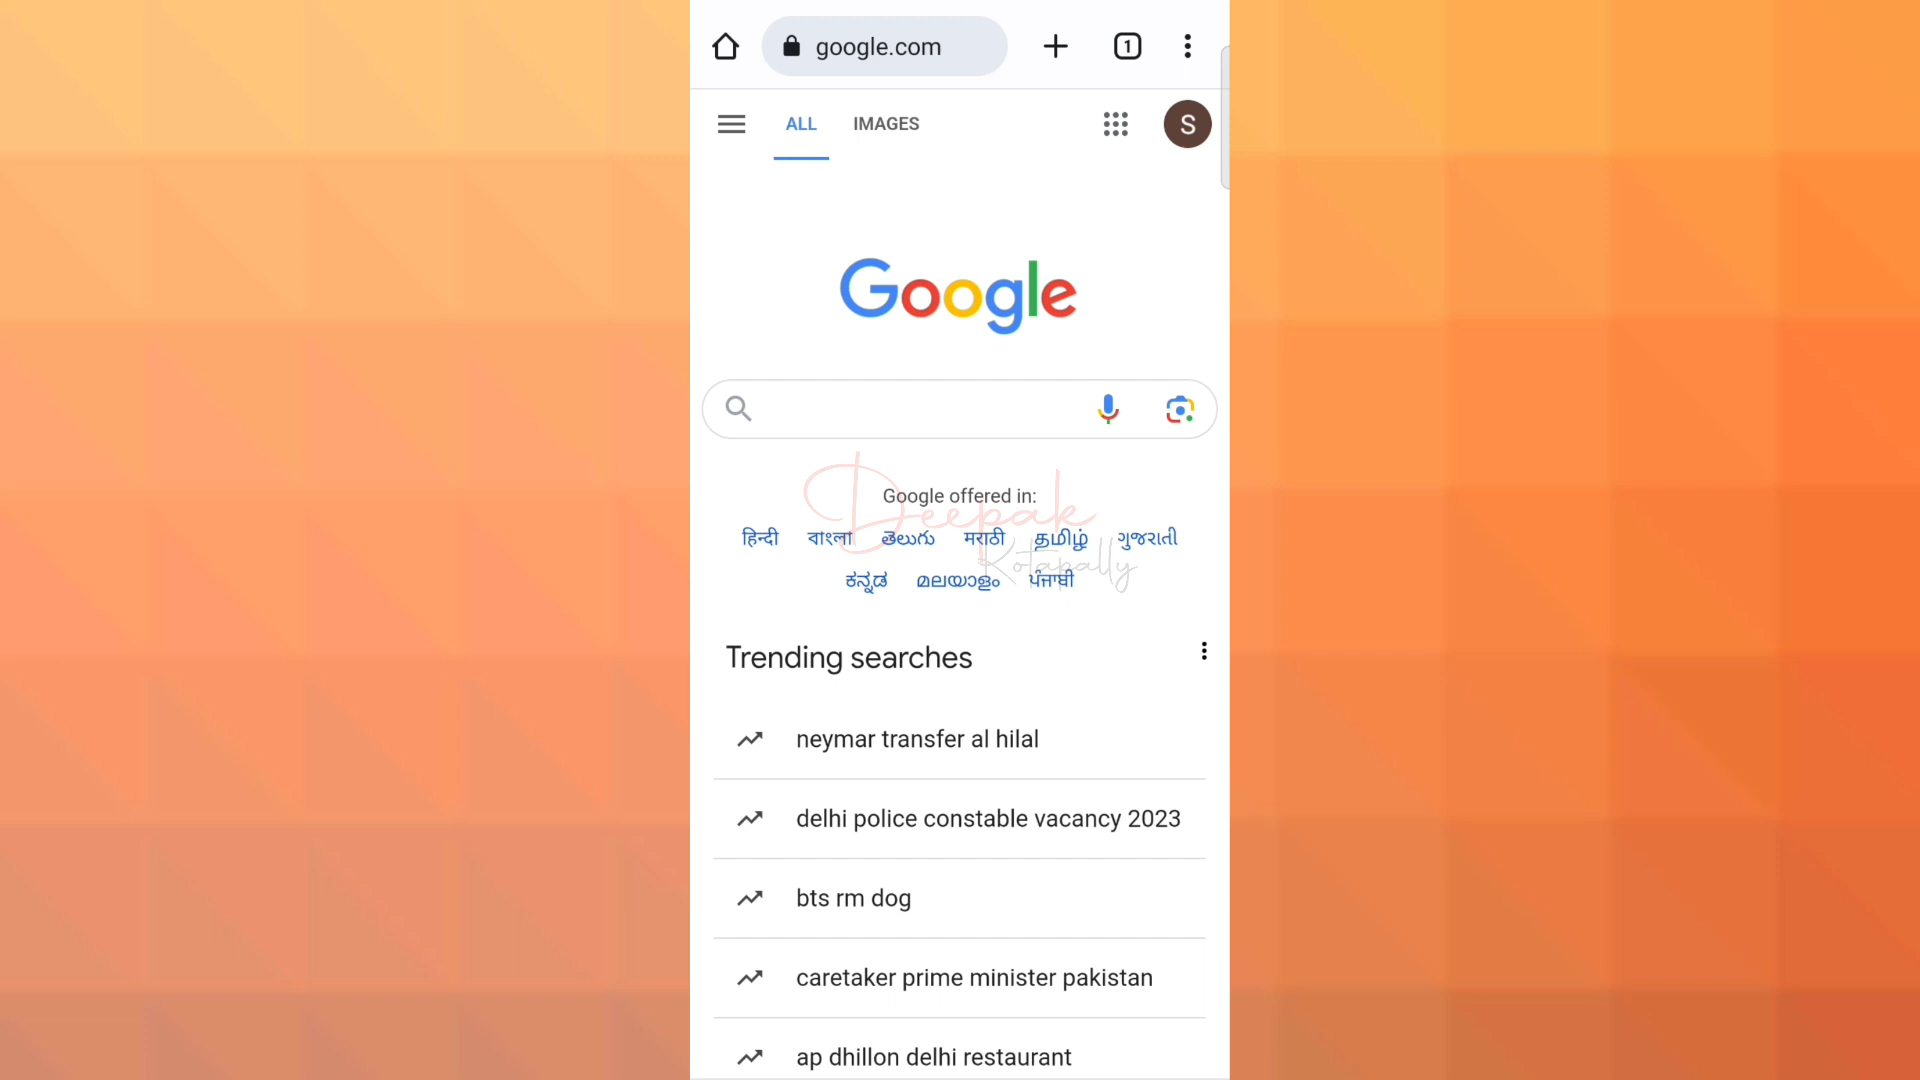 google.com
1
ALL IMAGES
S
Google
Google offered in:
हिन्दी বাংলা తెలుగు मराठी தமிழ் ગુજરાતી
ಕನ್ನಡ മലയാളം ਪੰਜਾਬੀ
Deepak
Kotapally
Trending searches
neymar transfer al hilal
delhi police constable vacancy 2023
bts rm dog
caretaker prime minister pakistan
ap dhillon delhi restaurant